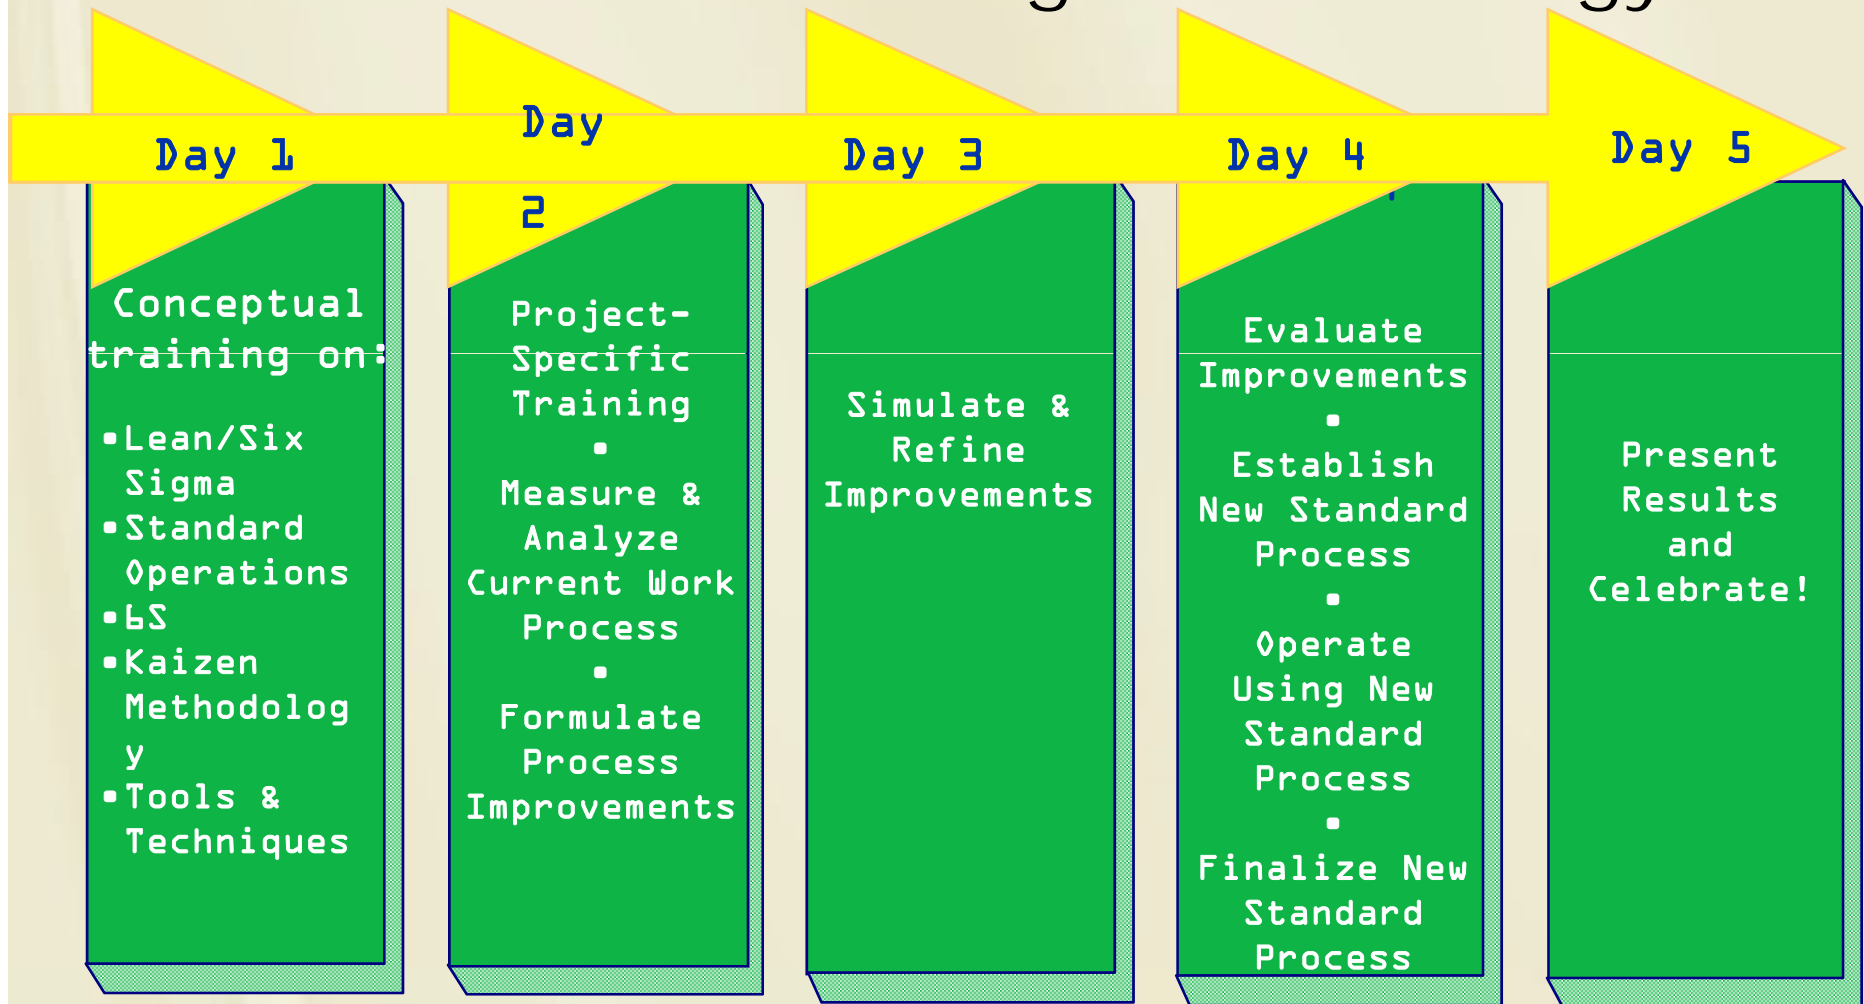 Day 1
Day
2
Day 3
Day 4
Day 5
Conceptual
training on:
▪Lean/Six
Sigma
▪Standard
Operations
▪6S
▪Kaizen
Methodolog
y
▪Tools &
Techniques
Project-
Specific
Training
▪
Measure &
Analyze
Current Work
Process
▪
Formulate
Process
Improvements
Simulate &
Refine
Improvements
Evaluate
Improvements
▪
Establish
New Standard
Process
▪
Operate
Using New
Standard
Process
▪
Finalize New
Standard
Process
Present
Results
and
Celebrate!